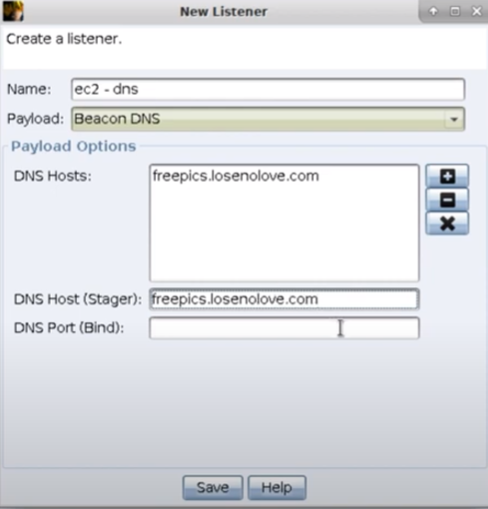 New Listener
Create a listener.
Name: ec2 - dns
Payload: Beacon DNS
Payload Options
DNS Hosts: freepics.losenolove.com
DNS Host (Stager): freepics.losenolove.com
DNS Port (Bind):
Save Help